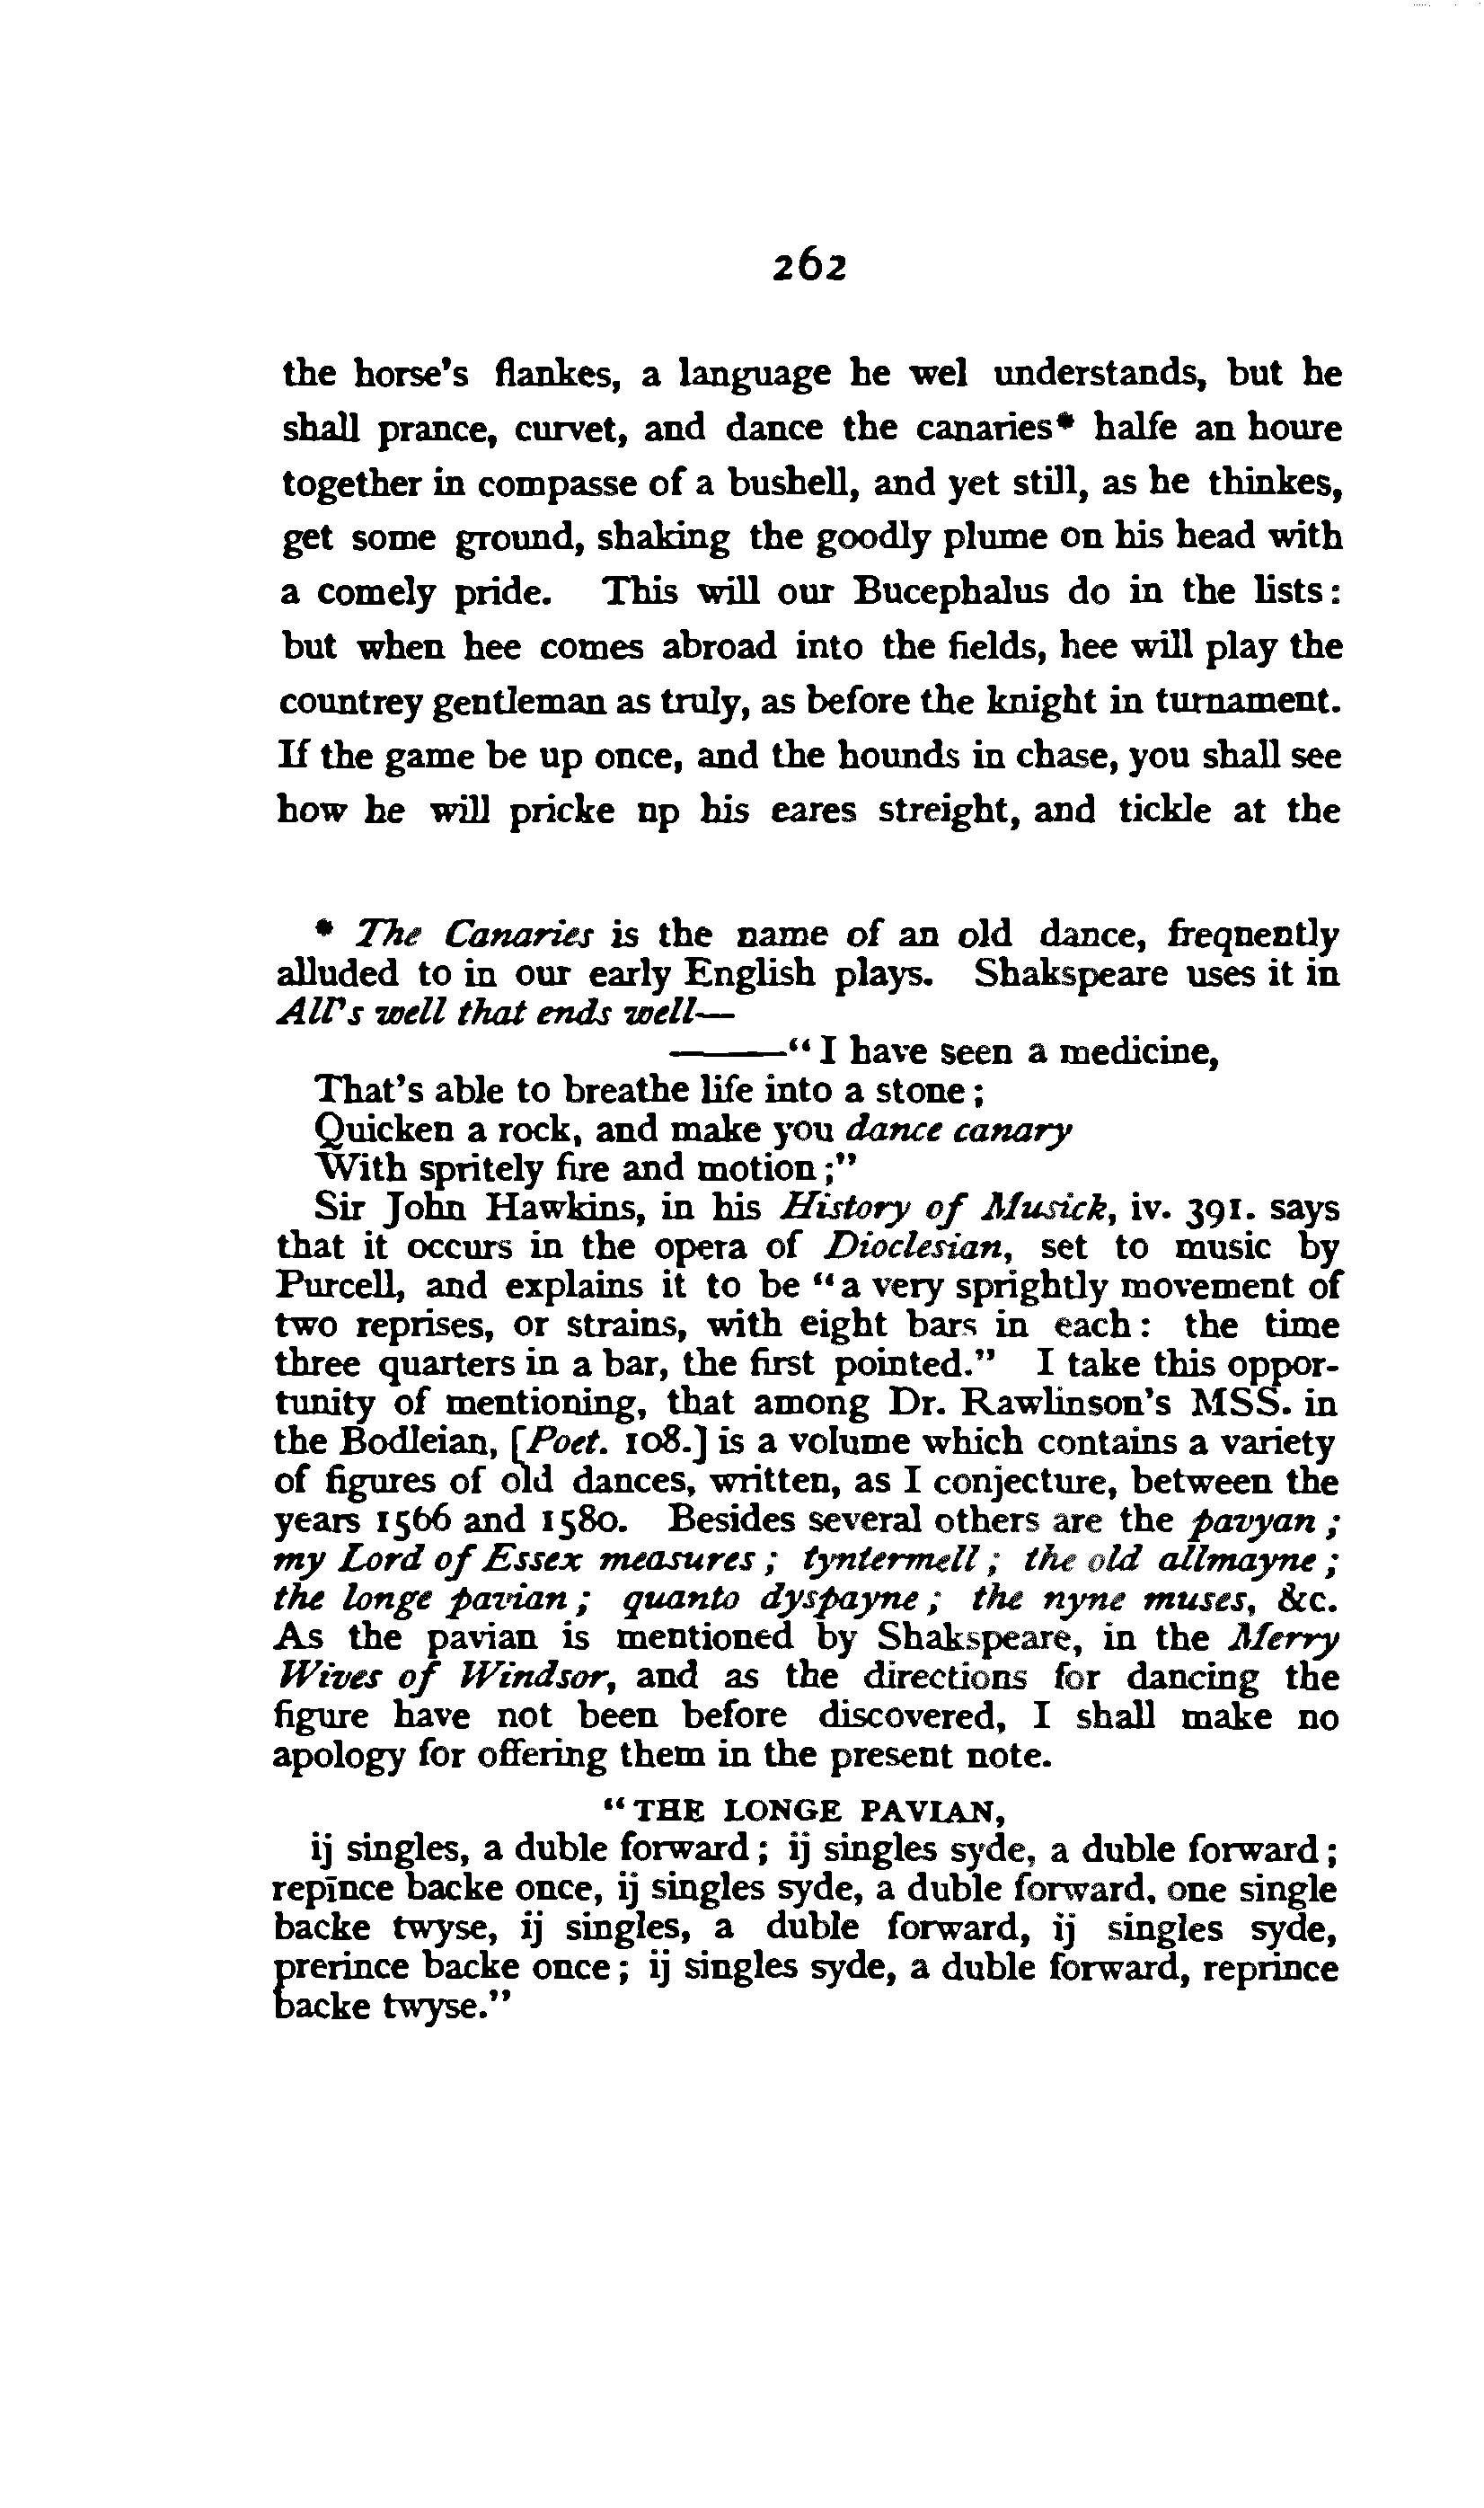 262
the horse's flankes, a language he wel understands, but he
shall prance, curvet, and dance the canaries* halfe an houre
together in compasse of a bushell, and yet still, as he thinkes,
get some ground, shaking the goodly plume on his head with
a comely pride. This will our Bucephalus do in the lists:
but when hee comes abroad into the fields, hee will play the
countrey gentleman as truly, as before the knight in turnament.
If the game be up once, and the hounds in chase, you shall see
how he will pricke np his eares streight, and tickle at the
* The Canaries is the name of an old dance, freqnently
alluded to in our early English plays. Shakspeare uses it in
All's well that ends well—
———“I have seen a medicine,
That's able to breathe life into a stone;
Quicken a rock, and make you dance canary
With spritely fire and motion;”
Sir John Hawkins, in his History of Musick, iv. 391. says
that it occurs in the opera of Dioclesian, set to music by
Purcell, and explains it to be “a very sprightly movement of
two reprises, or strains, with eight bars in each: the time
three quarters in a bar, the first pointed.” I take this oppor-
tunity of mentioning, that among Dr. Rawlinson's MSS. in
the Bodleian, [Poet. 108.] is a volume which contains a variety
of figures of old dances, written, as I conjecture, between the
years 1566 and 1580. Besides several others are the pavyan;
my Lord of Essex measures; tyntermell; the old allmayne;
the longe pavian; quanto dyspayne; the nyne muses, &c.
As the pavian is mentioned by Shakspeare, in the Merry
Wives of Windsor, and as the directions for dancing the
figure have not been before discovered, I shall make no
apology for offering them in the present note.
“THE LONGE PAVIAN,
ij singles, a duble forward; ij singles syde, a duble forward;
repīnce backe once, ij singles syde, a duble forward, one single
backe twyse, ij singles, a duble forward, ij singles syde,
prerince backe once; ij singles syde, a duble forward, reprince
backe twyse.”